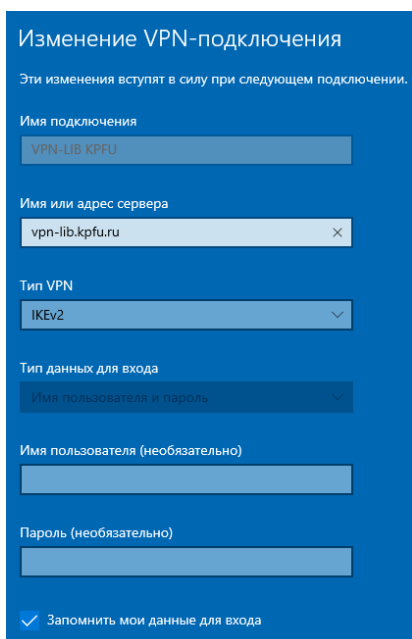 Изменение VPN-подключения
Эти изменения вступят в силу при следующем подключении.
Имя подключения
VPN-LIB KPFU
Имя или адрес сервера
vpn-lib.kpfu.ru
Тип VPN
IKEv2
Тип данных для входа
Имя пользователя и пароль
Имя пользователя (необязательно)
Пароль (необязательно)
Запомнить мои данные для входа